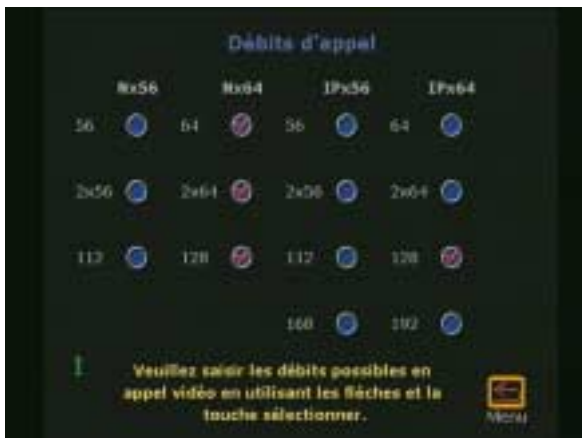 Débits d'appel
Nx56 Nx64 IPx56 IPx64
56 64 56 64
2x56 2x64 2x56 2x64
112 128 112 128
168 192
Veuillez saisir les débits possibles en
appel vidéo en utilisant les flèches et la
touche sélectionner.
Menu